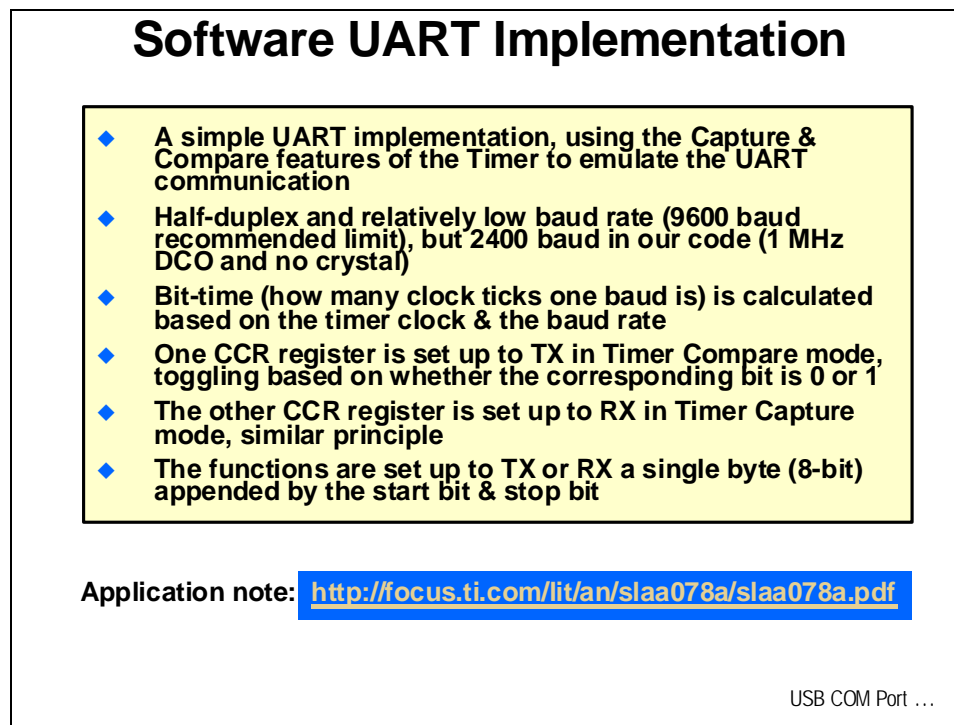 Software UART Implementation
◆ A simple UART implementation, using the Capture &
Compare features of the Timer to emulate the UART
communication
◆ Half-duplex and relatively low baud rate (9600 baud
recommended limit), but 2400 baud in our code (1 MHz
DCO and no crystal)
◆ Bit-time (how many clock ticks one baud is) is calculated
based on the timer clock & the baud rate
◆ One CCR register is set up to TX in Timer Compare mode,
toggling based on whether the corresponding bit is 0 or 1
◆ The other CCR register is set up to RX in Timer Capture
mode, similar principle
◆ The functions are set up to TX or RX a single byte (8-bit)
appended by the start bit & stop bit
Application note: http://focus.ti.com/lit/an/slaa078a/slaa078a.pdf
USB COM Port …